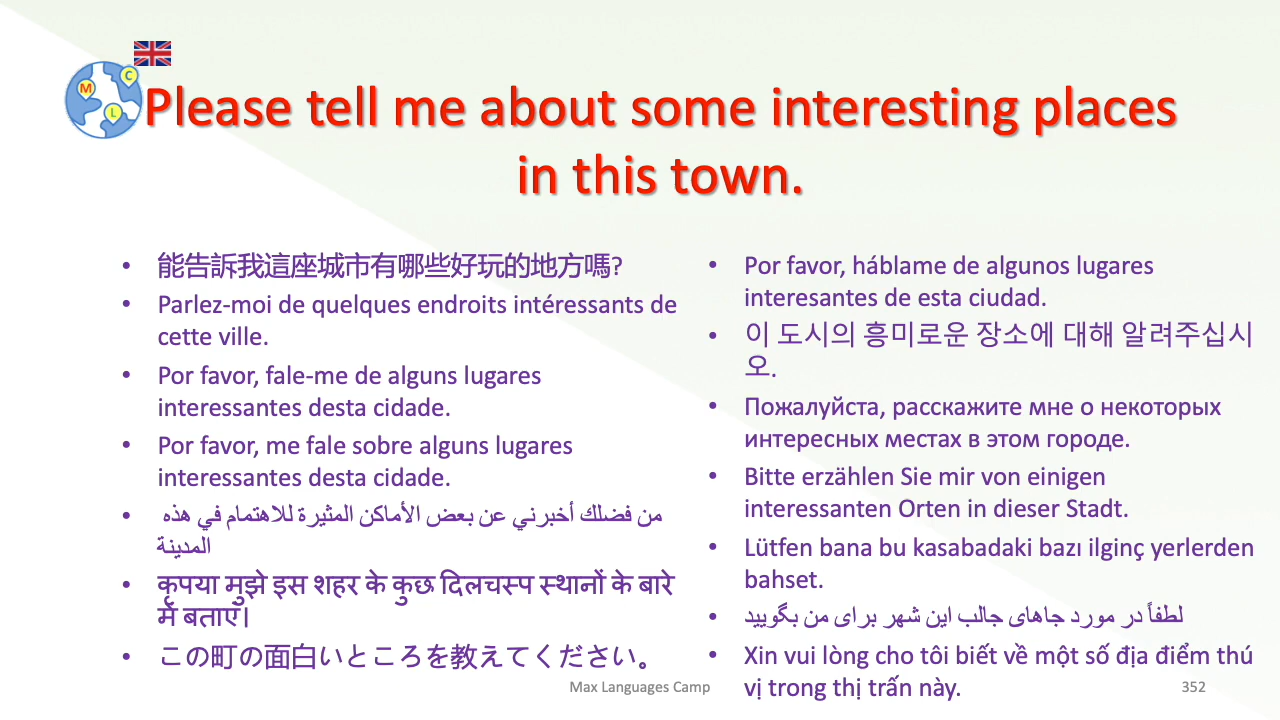 M
C
L
Please tell me about some interesting places
in this town.
• 能告訴我這座城市有哪些好玩的地方嗎?
• Parlez-moi de quelques endroits intéressants de
cette ville.
• Por favor, fale-me de alguns lugares
interessantes desta cidade.
• Por favor, me fale sobre alguns lugares
interessantes desta cidade.
• من فضلك أخبرني عن بعض الأماكن المثيرة للاهتمام في هذه
المدينة
• कृपया मुझे इस शहर के कुछ दिलचस्प स्थानों के बारे
में बताएं।
• この町の面白いところを教えてください。
• Por favor, háblame de algunos lugares
interesantes de esta ciudad.
• 이 도시의 흥미로운 장소에 대해 알려주십시
오.
• Пожалуйста, расскажите мне о некоторых
интересных местах в этом городе.
• Bitte erzählen Sie mir von einigen
interessanten Orten in dieser Stadt.
• Lütfen bana bu kasabadaki bazı ilginç yerlerden
bahset.
• لطفاً در مورد جاهای جالب این شهر برای من بگویید
• Xin vui lòng cho tôi biết về một số địa điểm thú
vị trong thị trấn này.
Max Languages Camp
352